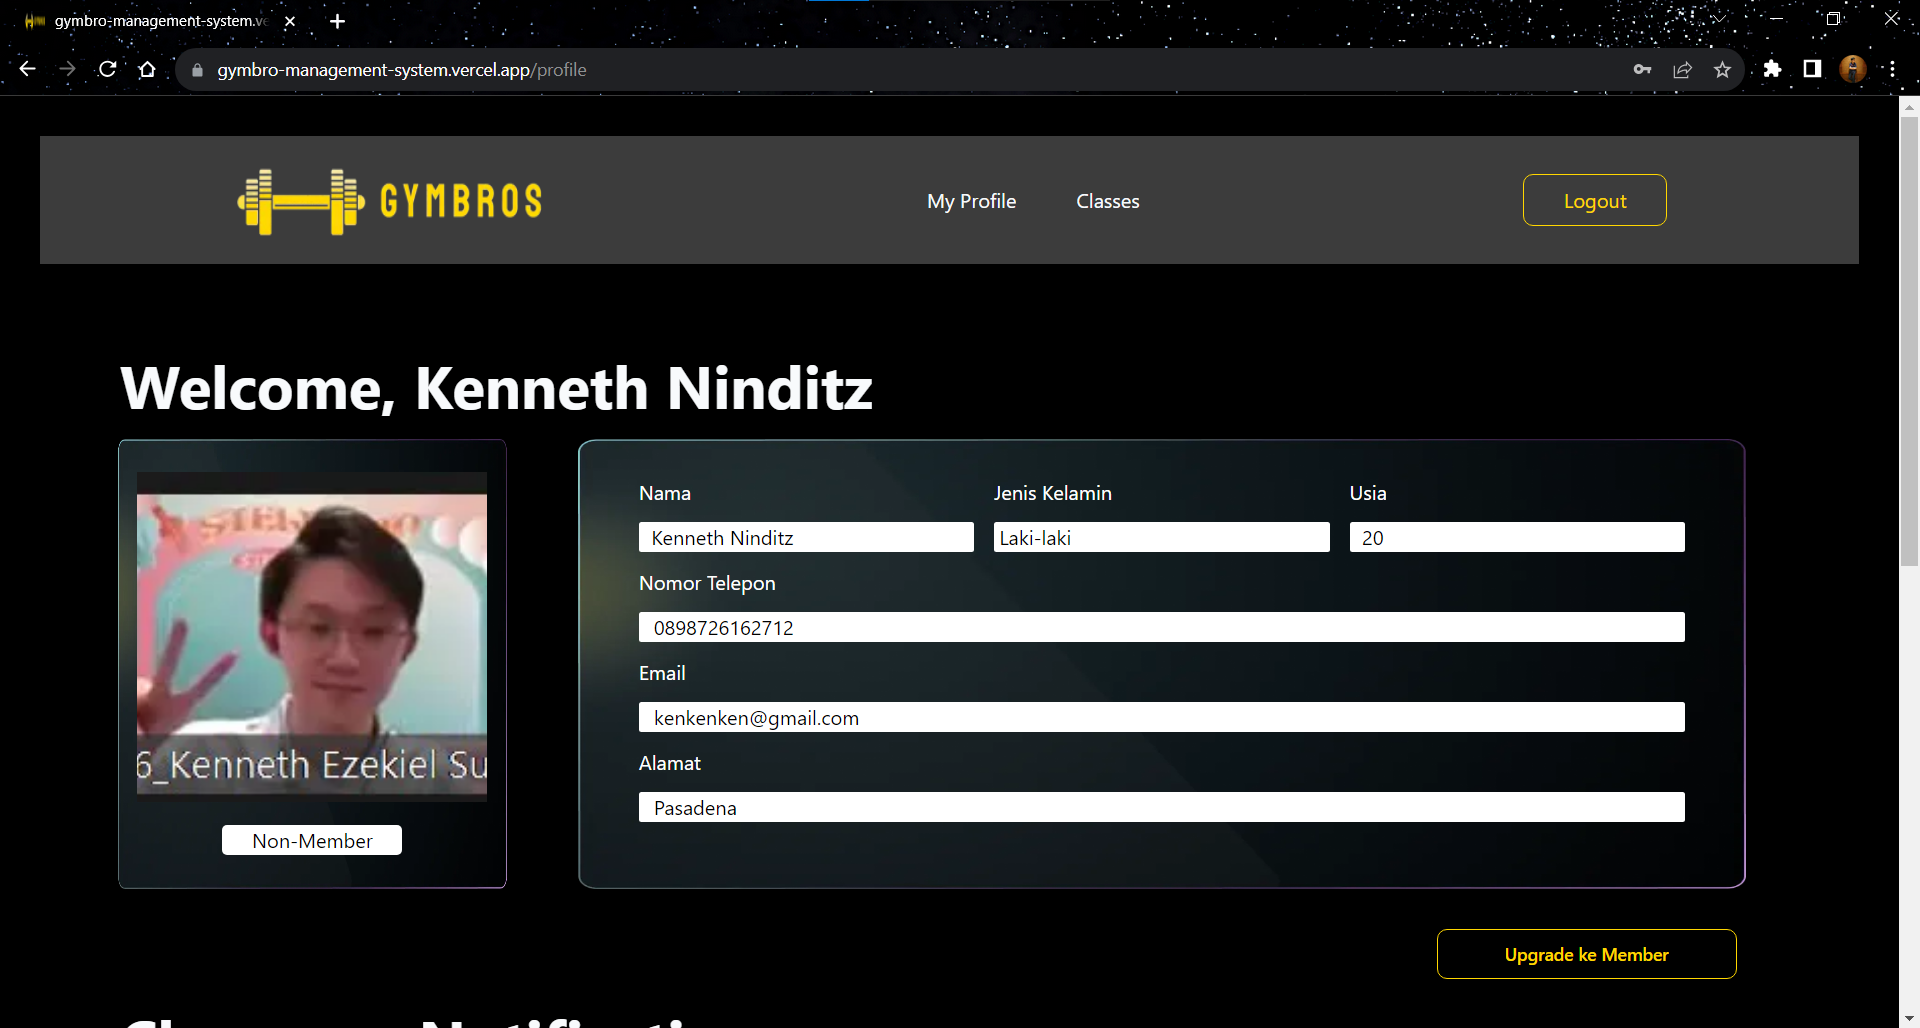 gymbro-management-system.ve
gymbro-management-system.vercel.app/profile
GYMBROS
My Profile
Classes
Logout
Welcome, Kenneth Ninditz
6_Kenneth Ezekiel Su
Non-Member
Nama
Jenis Kelamin
Usia
Kenneth Ninditz
Laki-laki
20
Nomor Telepon
0898726162712
Email
kenkenken@gmail.com
Alamat
Pasadena
Upgrade ke Member